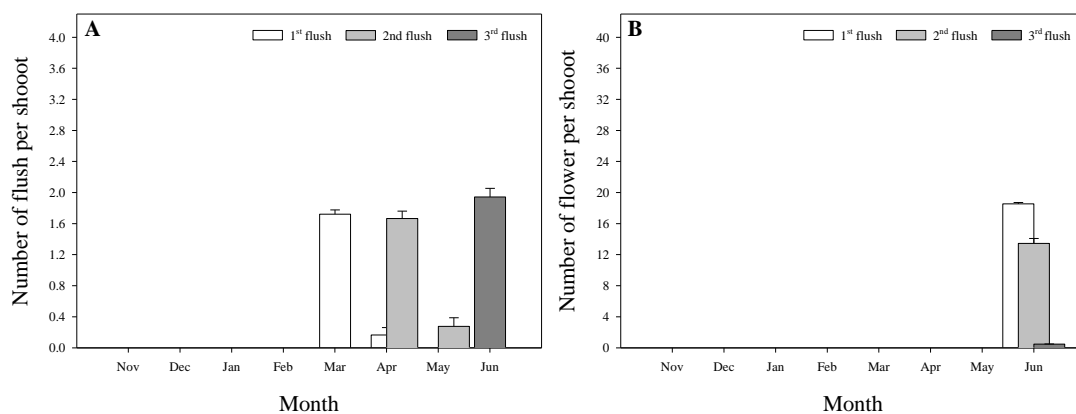 A
1st flush 2nd flush 3rd flush
Number of flush per shooot
4.0
3.6
3.2
2.8
2.4
2.0
1.6
1.2
0.8
0.4
0.0
Nov Dec Jan Feb Mar Apr May Jun
Month
B
1st flush 2nd flush 3rd flush
Number of flower per shooot
40
36
32
28
24
20
16
12
8
4
0
Nov Dec Jan Feb Mar Apr May Jun
Month